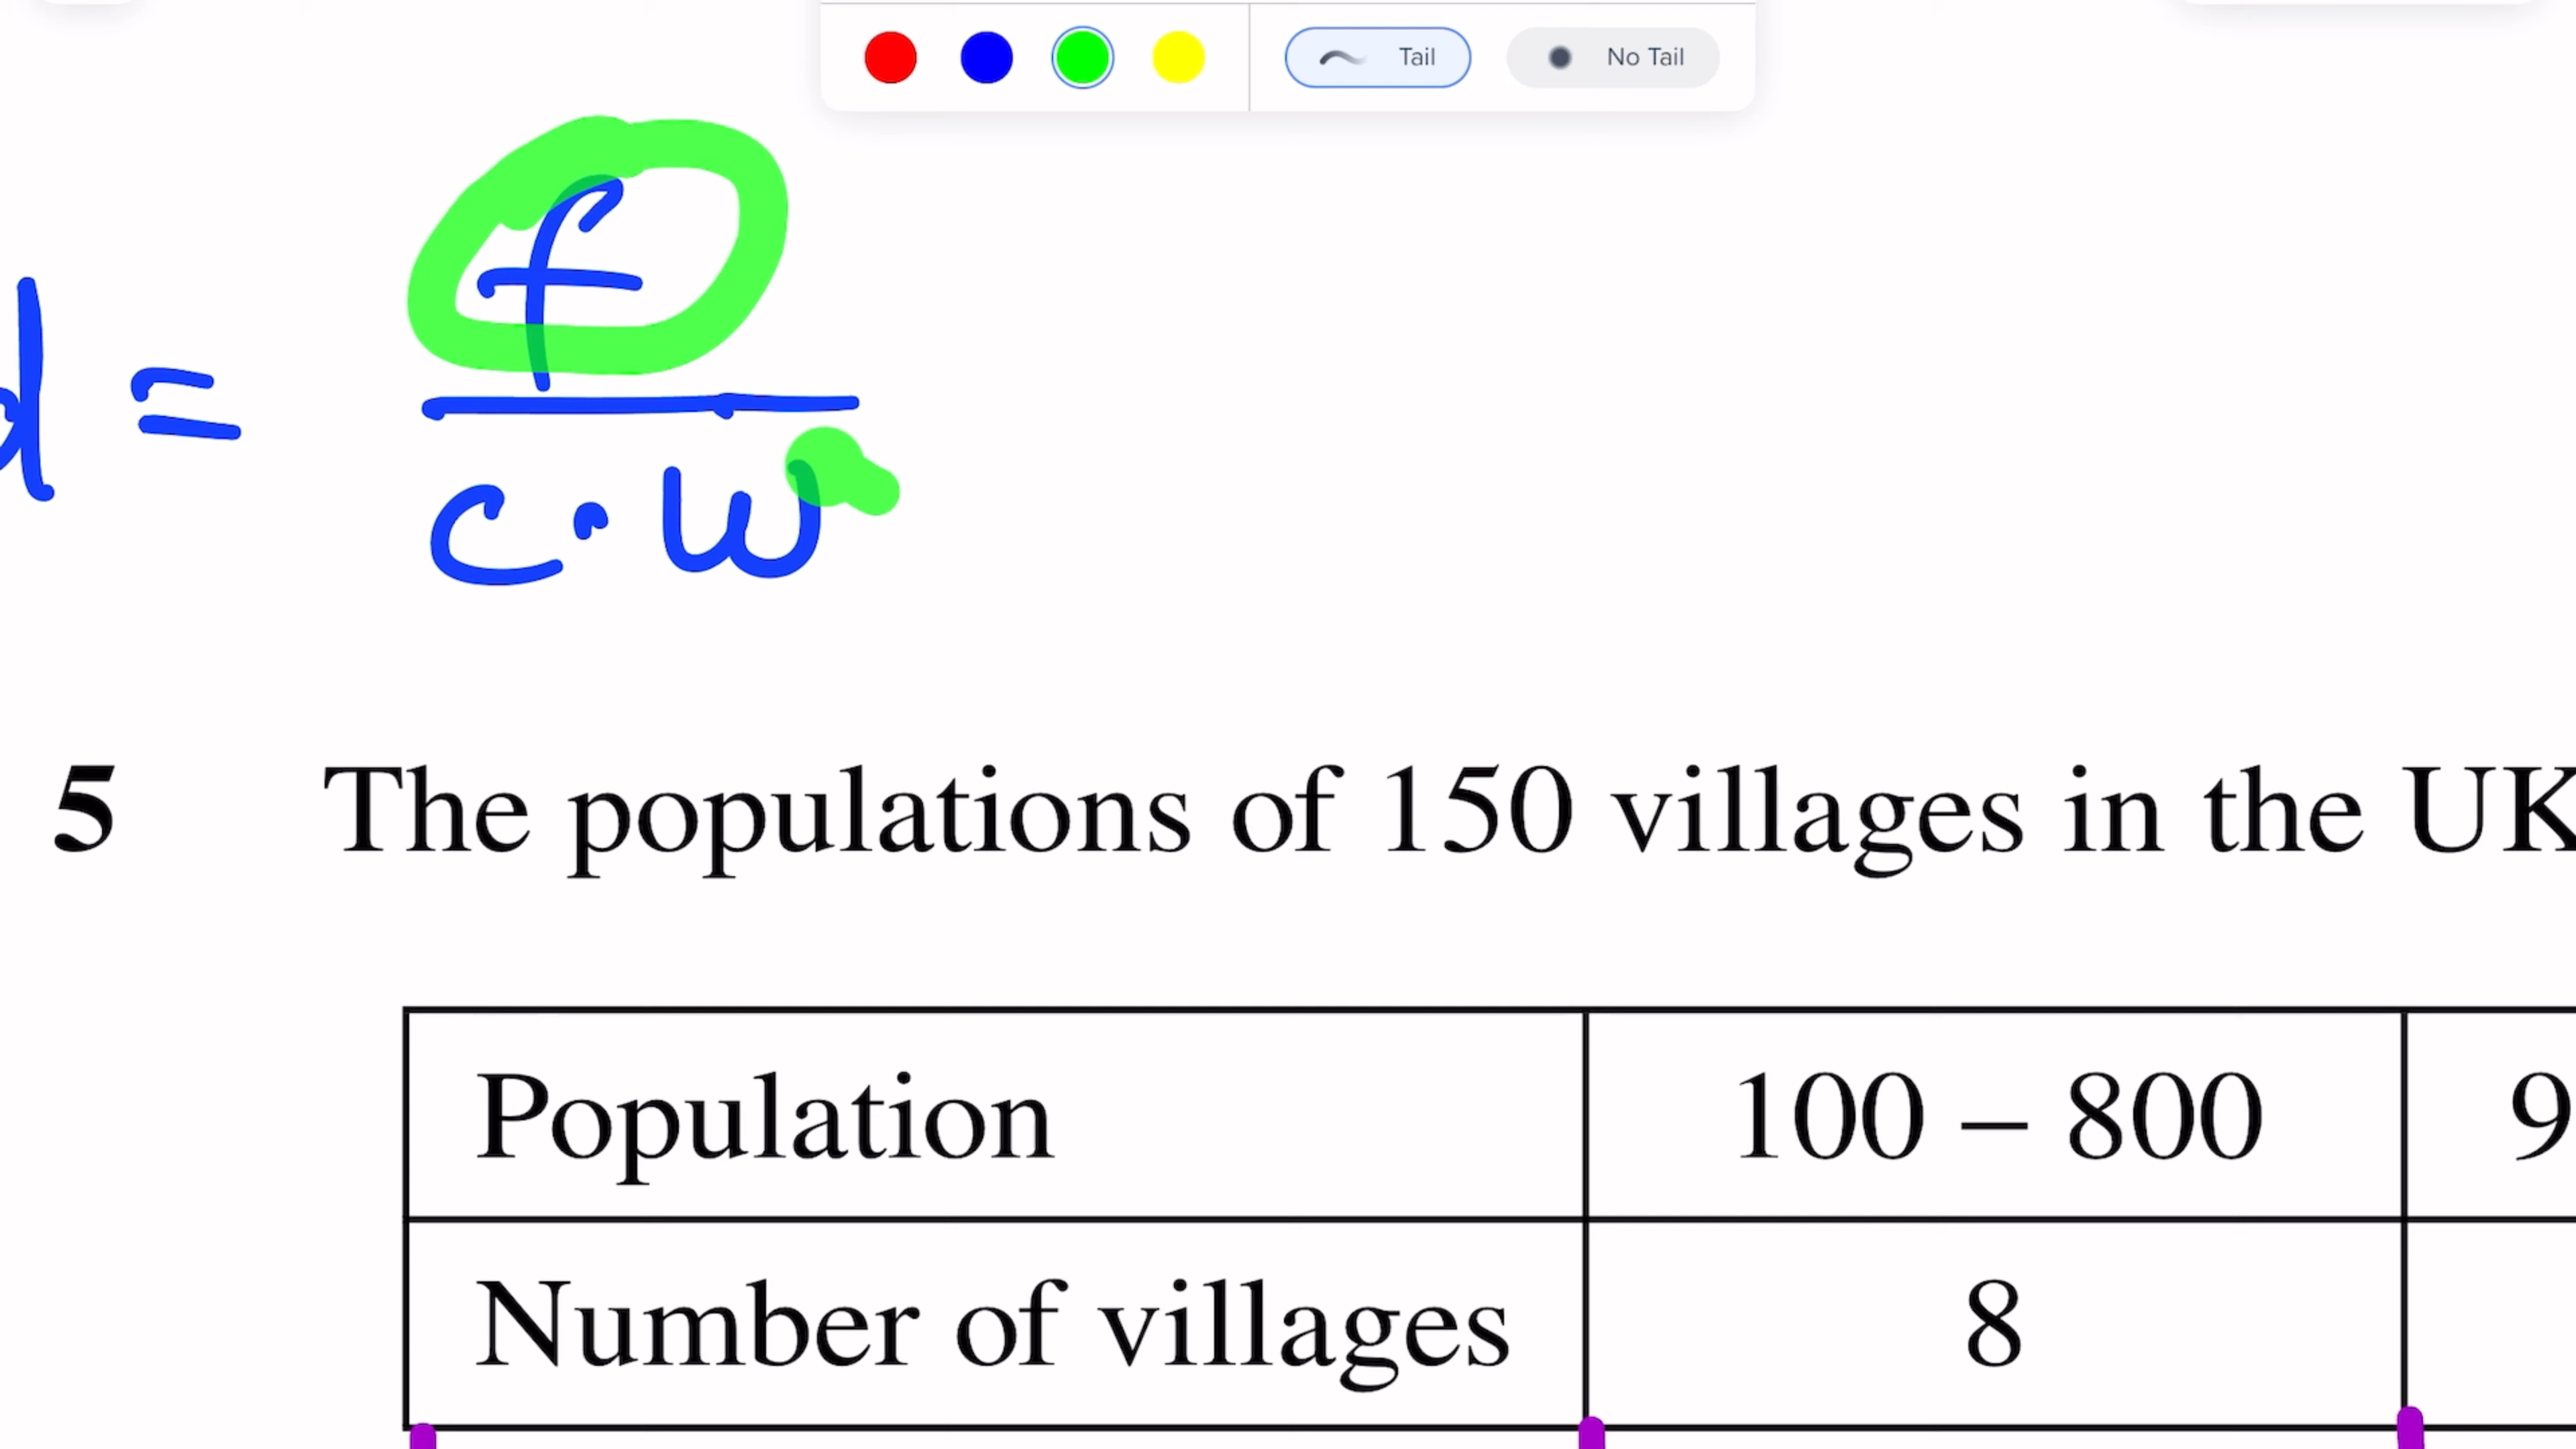 Tail No Tail
d = f
c · w
5 The populations of 150 villages in the UK
Population 100 – 800 9
Number of villages 8